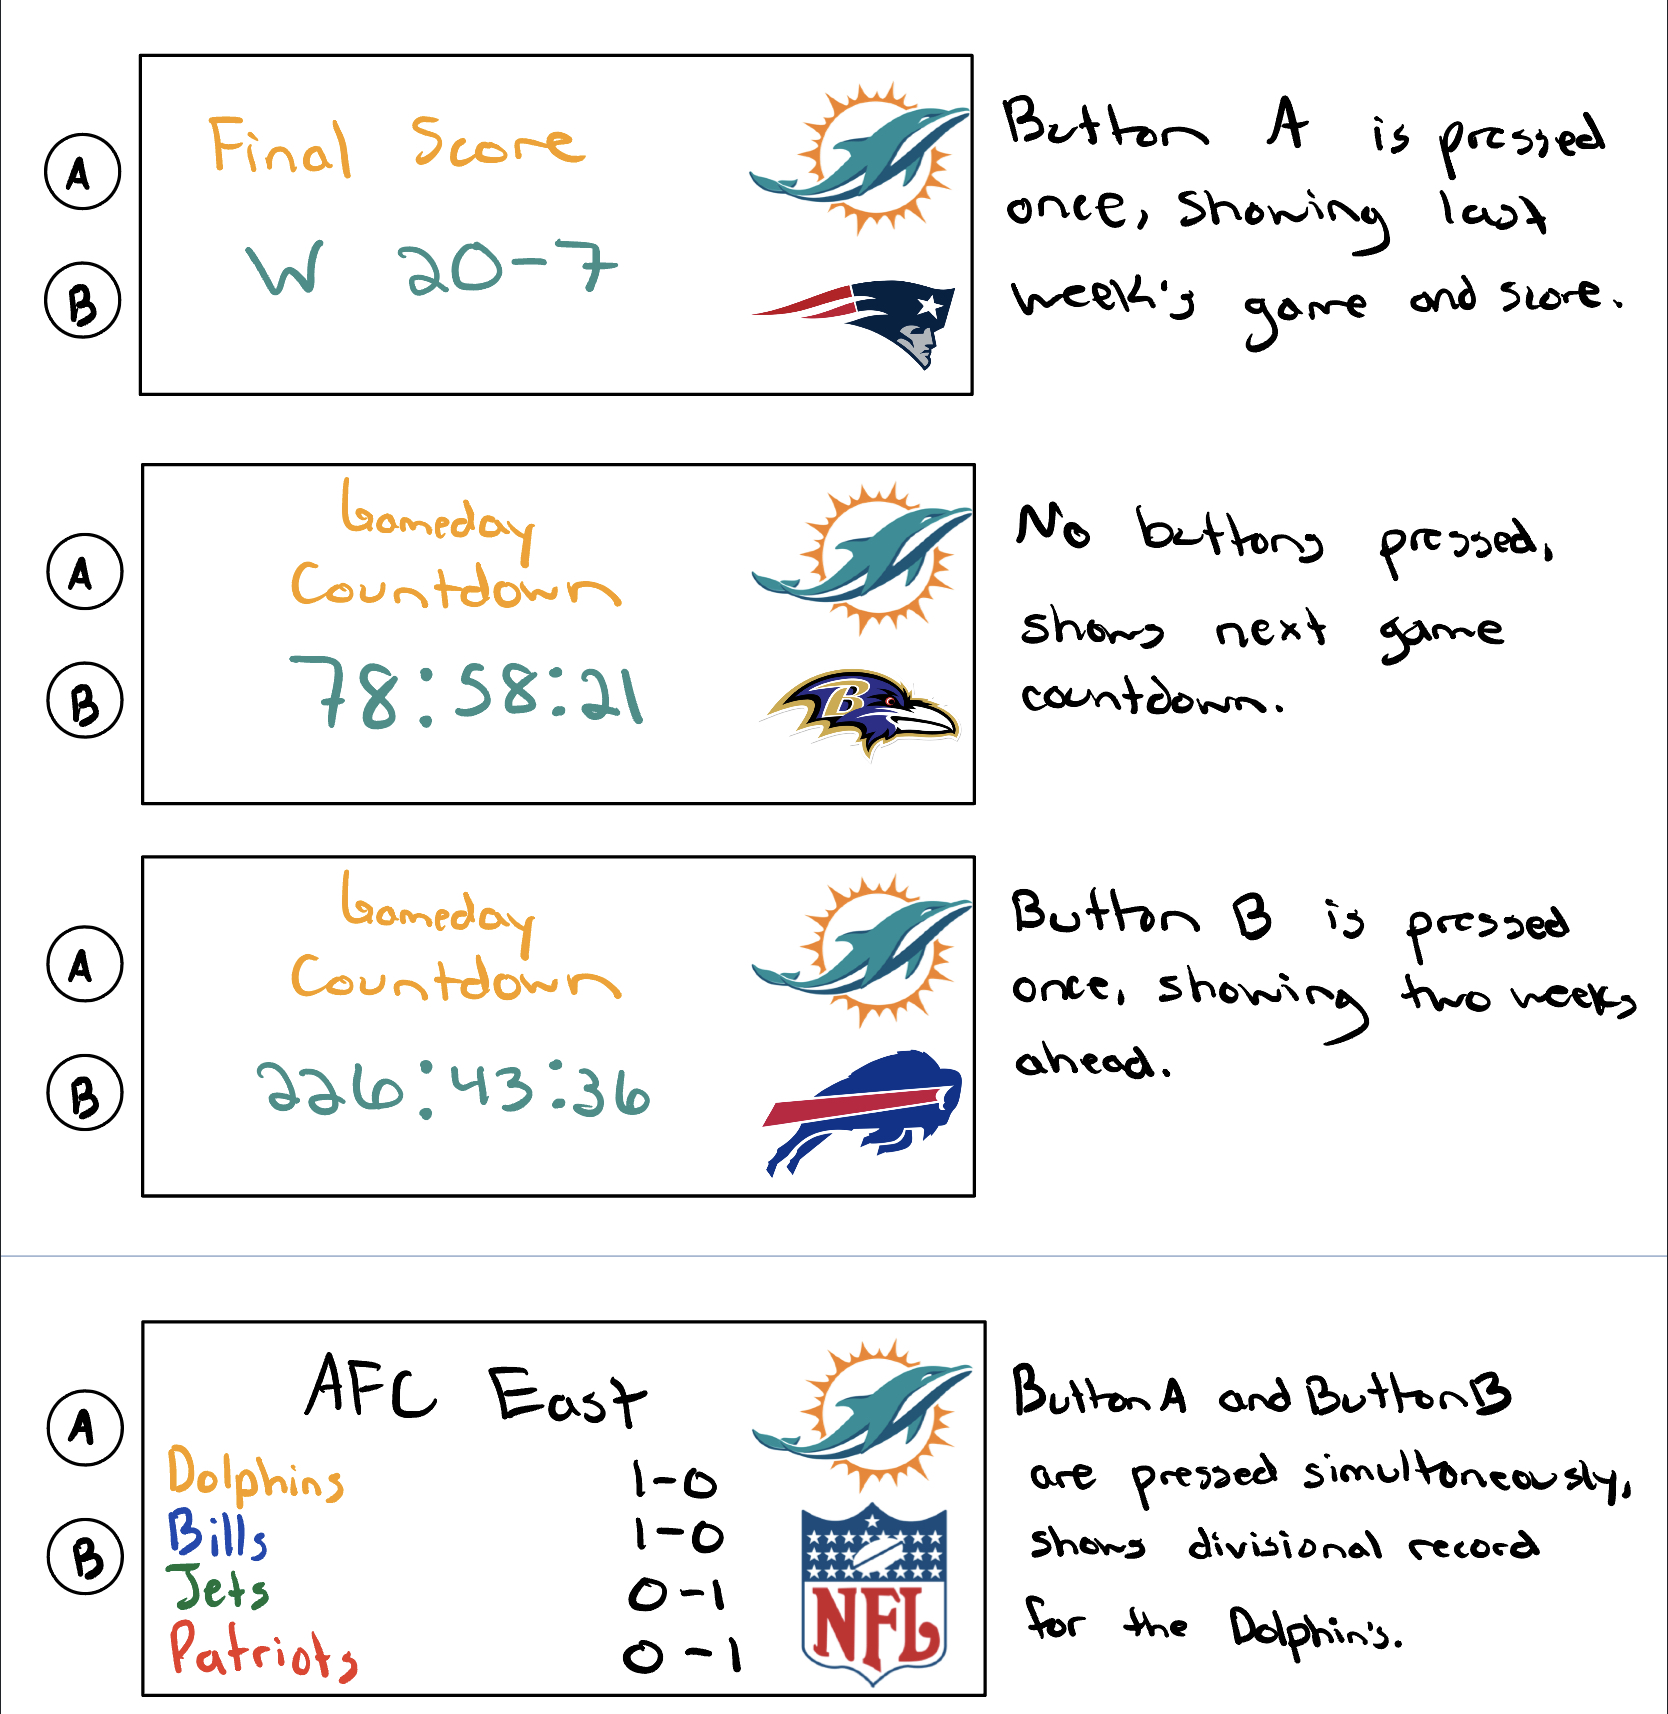 A
B
Final Score
W 20-7
Button A is pressed
once, showing last
week's game and score.
A
B
Gameday
Countdown
78:58:21
B
No buttons pressed,
shows next game
countdown.
A
B
Gameday
Countdown
226:43:36
Button B is pressed
once, showing two weeks
ahead.
A
B
AFC East
Dolphins 1-0
Bills 1-0
Jets 0-1
Patriots 0-1
NFL
Button A and Button B
are pressed simultaneously,
shows divisional record
for the Dolphin's.